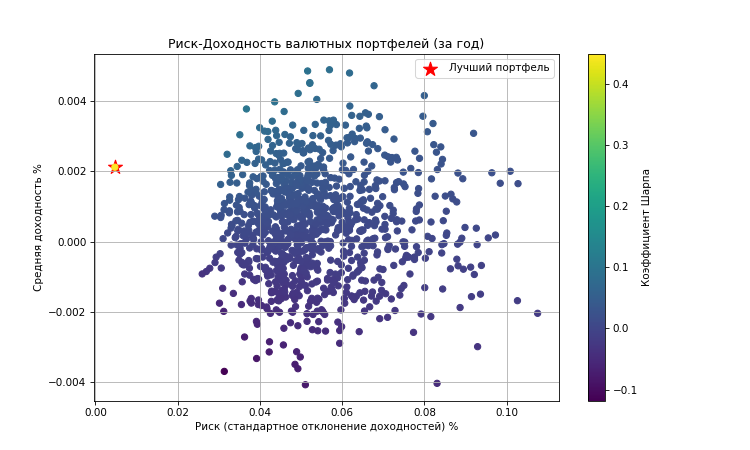 Риск-Доходность валютных портфелей (за год)
Лучший портфель
Средняя доходность %
0.004
0.002
0.000
−0.002
−0.004
0.00 0.02 0.04 0.06 0.08 0.10
Риск (стандартное отклонение доходностей) %
0.4
0.3
0.2
0.1
0.0
−0.1
Коэффициент Шарпа